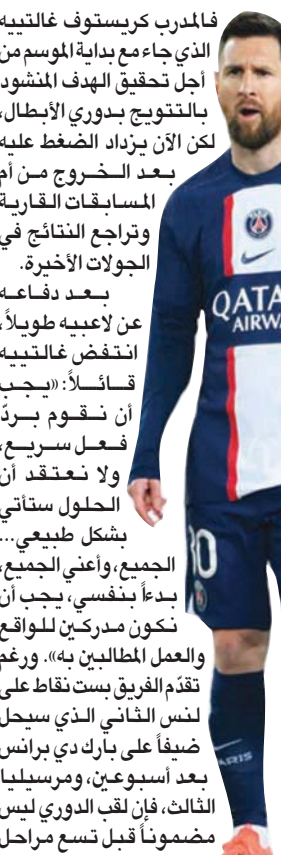 فالمدرب كريستوف غالتييه
الذي جاء مع بداية الموسم من
أجل تحقيق الهدف المنشود
بالتتويج بدوري الأبطال،
لكن الآن يزداد الضغط عليه
بعد الخروج من أم
المسابقات القارية
وتراجع النتائج في
الجولات الأخيرة.
بعد دفاعه
عن لاعبيه طويلاً،
انتفض غالتييه
قائلاً: «يجب
أن نقوم بردّ
فعل سريع،
ولا نعتقد أن
الحلول ستأتي
بشكل طبيعي...
الجميع، وأعني الجميع،
بدءاً بنفسي، يجب أن
نكون مدركين للواقع
والعمل المطالبين به». ورغم
تقدّم الفريق بست نقاط على
لنس الثاني الذي سيحل
ضيفاً على بارك دي برانس
بعد أسبوعين، ومرسيليا
الثالث، فإن لقب الدوري ليس
مضموناً قبل تسع مراحل
QATA
AIRWA
PARIS